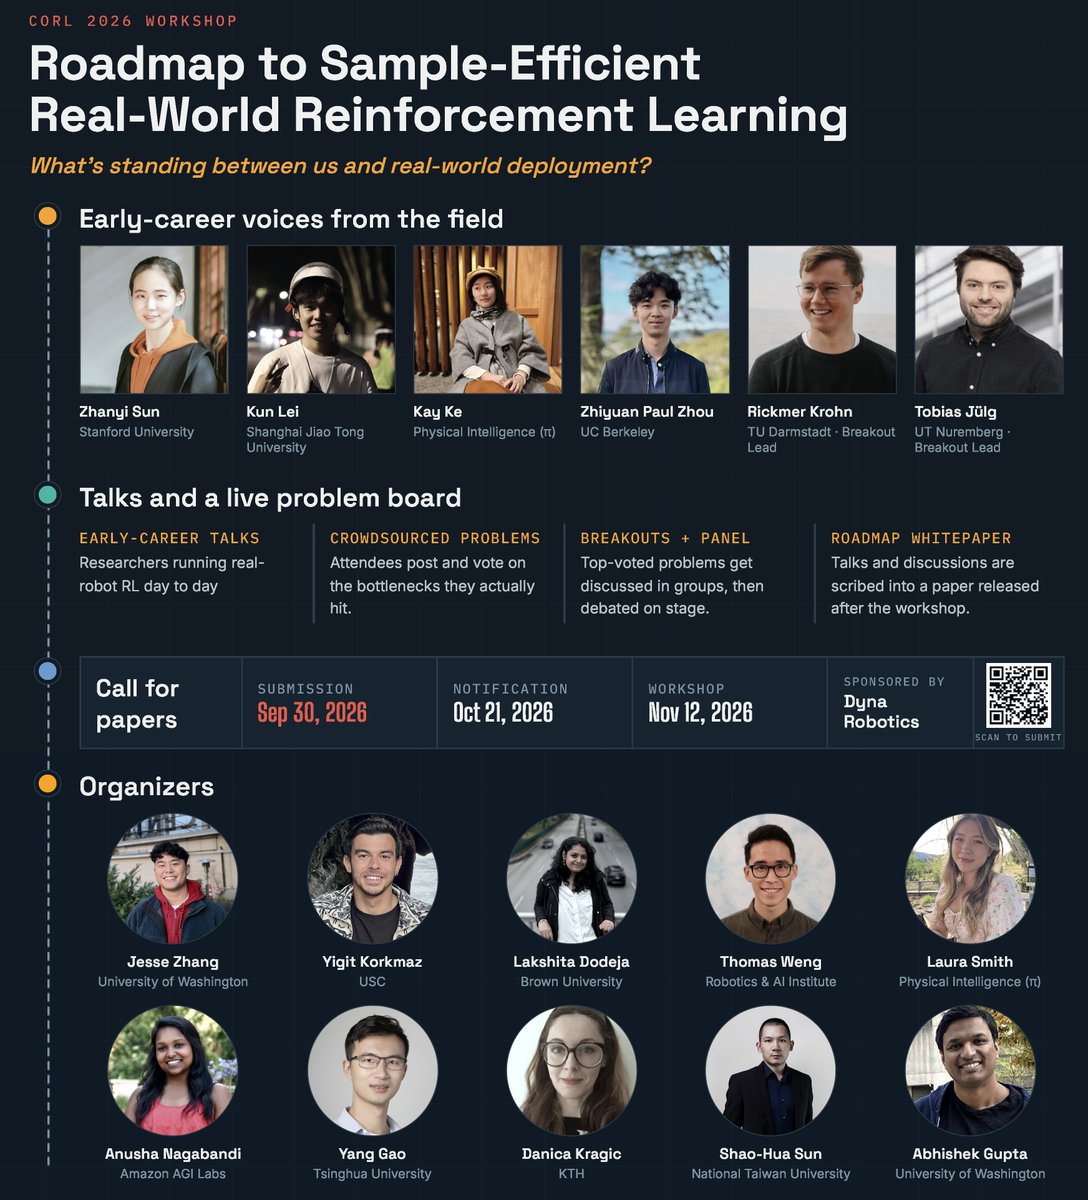 CORL 2026 WORKSHOP
Roadmap to Sample-Efficient
Real-World Reinforcement Learning
What's standing between us and real-world deployment?
Early-career voices from the field
Zhanyi Sun
Stanford University
Kun Lei
Shanghai Jiao Tong
University
Kay Ke
Physical Intelligence (π)
Zhiyuan Paul Zhou
UC Berkeley
Rickmer Krohn
TU Darmstadt · Breakout
Lead
Tobias Jülg
UT Nuremberg ·
Breakout Lead
Talks and a live problem board
EARLY-CAREER TALKS
Researchers running real-
robot RL day to day
CROWDSOURCED PROBLEMS
Attendees post and vote on
the bottlenecks they actually
hit.
BREAKOUTS + PANEL
Top-voted problems get
discussed in groups, then
debated on stage.
ROADMAP WHITEPAPER
Talks and discussions are
scribed into a paper released
after the workshop.
Call for
papers
SUBMISSION
Sep 30, 2026
NOTIFICATION
Oct 21, 2026
WORKSHOP
Nov 12, 2026
SPONSORED BY
Dyna
Robotics
SCAN TO SUBMIT
Organizers
Jesse Zhang
University of Washington
Yigit Korkmaz
USC
Lakshita Dodeja
Brown University
Thomas Weng
Robotics & AI Institute
Laura Smith
Physical Intelligence (π)
Anusha Nagabandi
Amazon AGI Labs
Yang Gao
Tsinghua University
Danica Kragic
KTH
Shao-Hua Sun
National Taiwan University
Abhishek Gupta
University of Washington